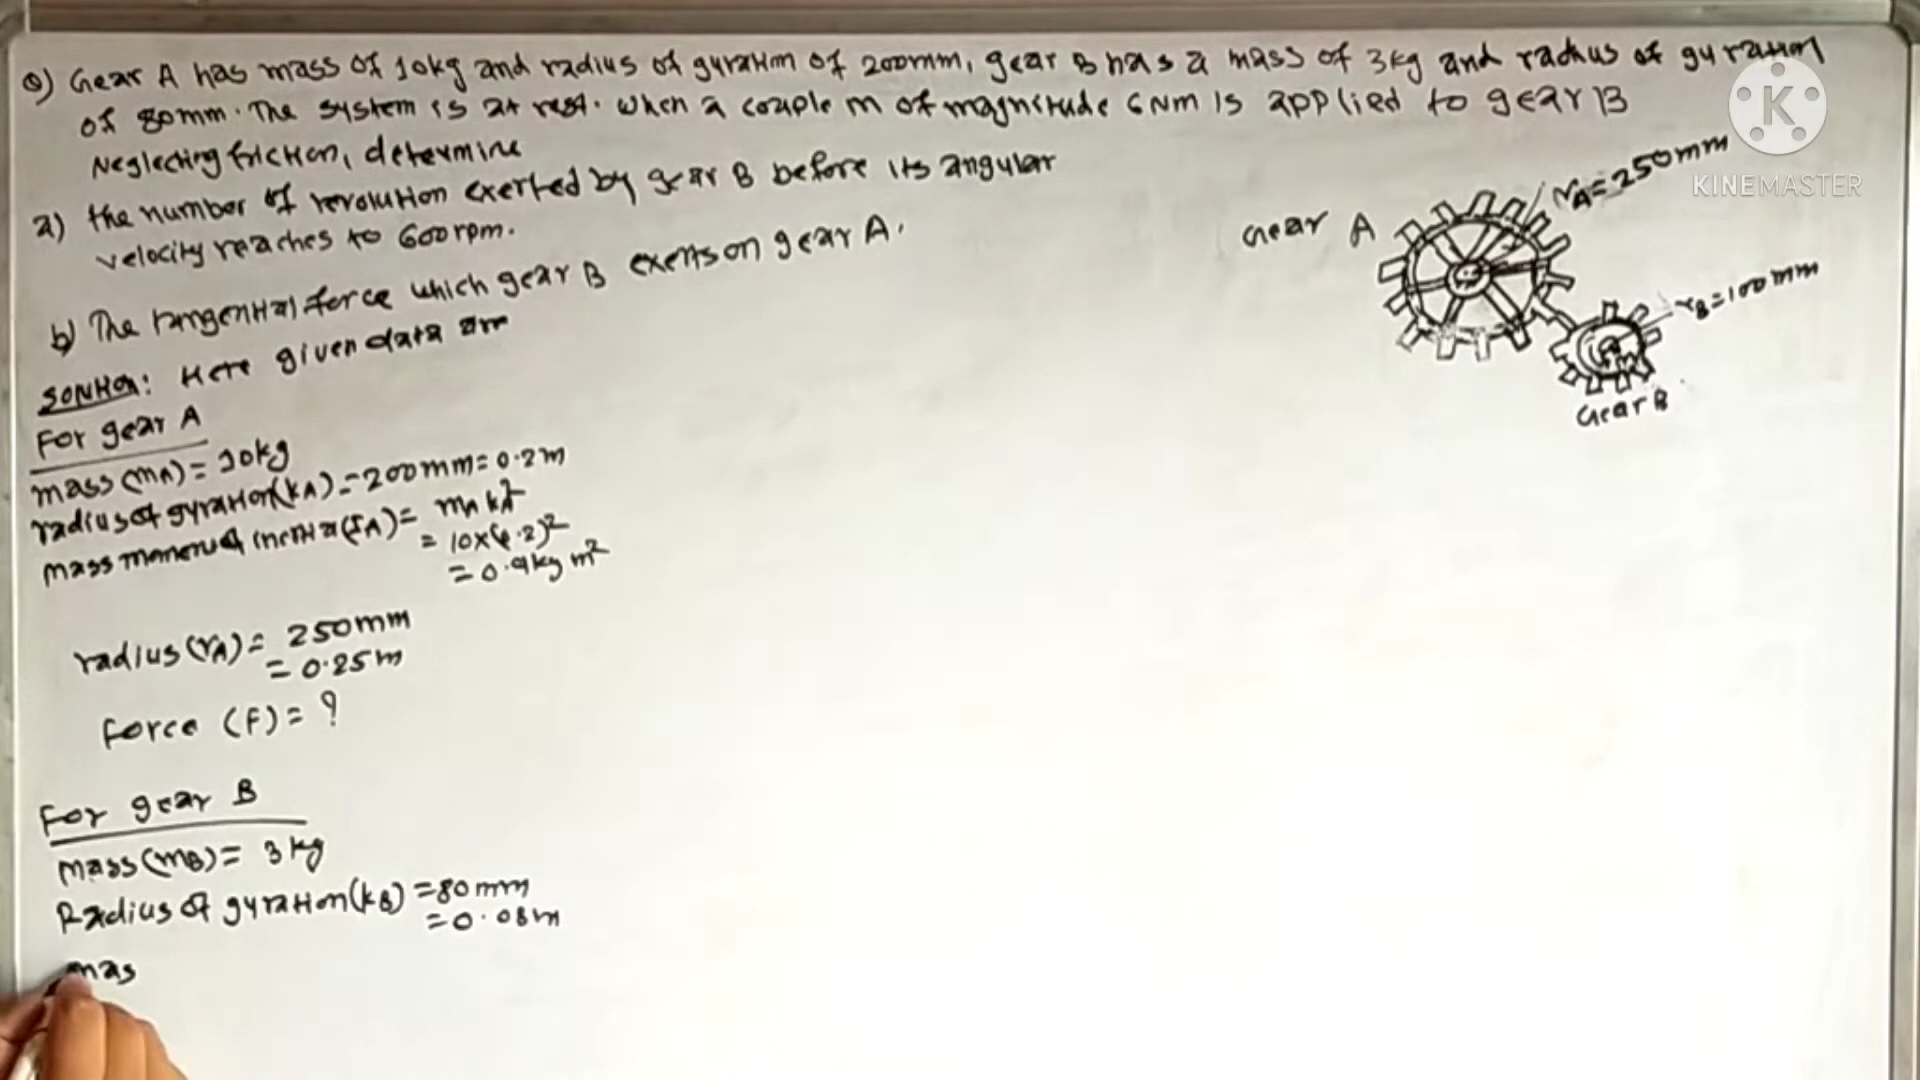 Q) Gear A has mass of 10kg and radius of gyration of 200mm, gear B has a mass of 3kg and radius of gyration
of 80mm. The system is at rest. When a couple M of magnitude 6Nm is applied to gear B
Neglecting friction, determine
a) the number of revolution exerted by gear B before its angular
velocity reaches to 600rpm.
b) The tangential force which gear B exerts on gear A.
Solution: Here given data are
For gear A
mass (mA) = 10kg
radius of gyration (kA) = 200mm = 0.2m
mass moment of inertia (IA) = mA kA²
= 10×(0.2)²
= 0.4kg m²
radius (rA) = 250mm
= 0.25m
Force (F) = ?
For gear B
mass (mB) = 3kg
Radius of gyration (kB) = 80mm
= 0.08m
mas
Gear A
rA = 250mm
rB = 100mm
M
Gear B
K
KINEMASTER